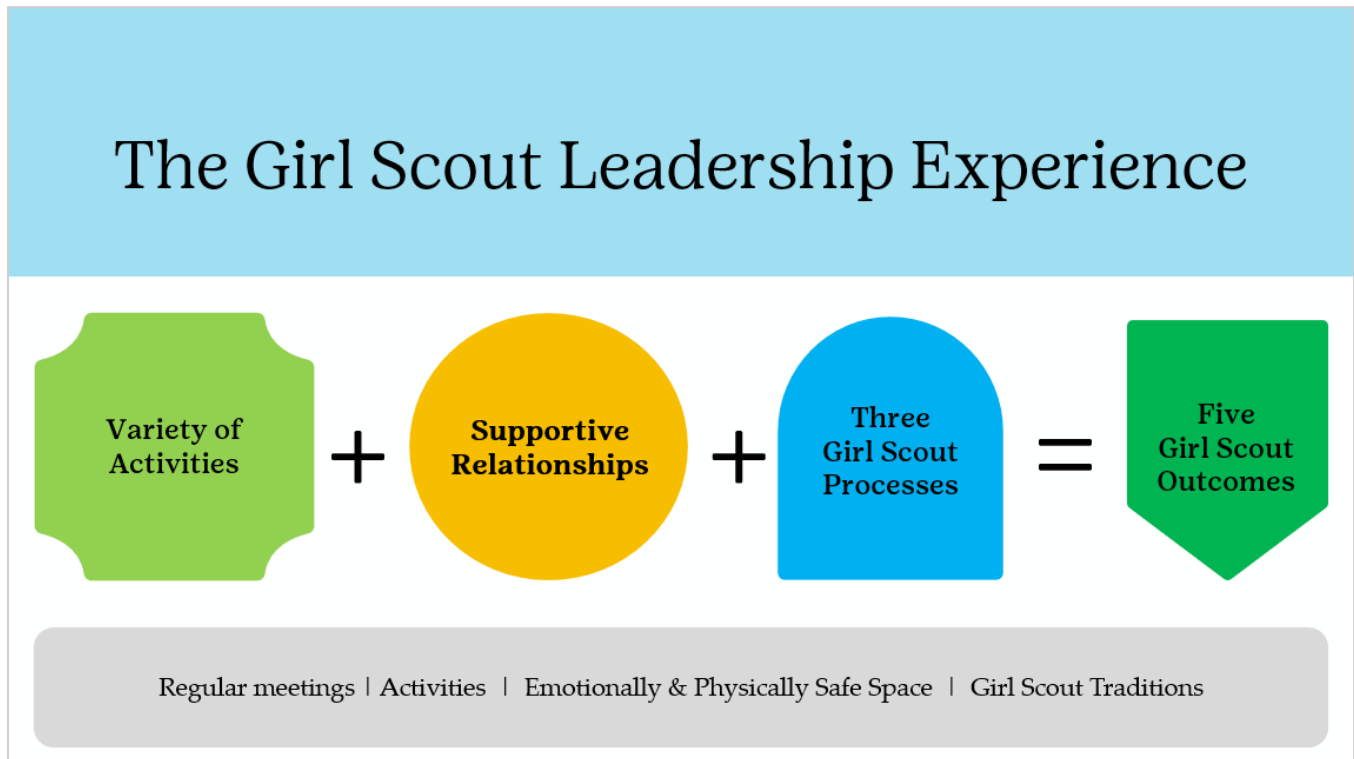 The Girl Scout Leadership Experience
Variety of
Activities
+
Supportive
Relationships
+
Three
Girl Scout
Processes
=
Five
Girl Scout
Outcomes
Regular meetings | Activities | Emotionally & Physically Safe Space | Girl Scout Traditions